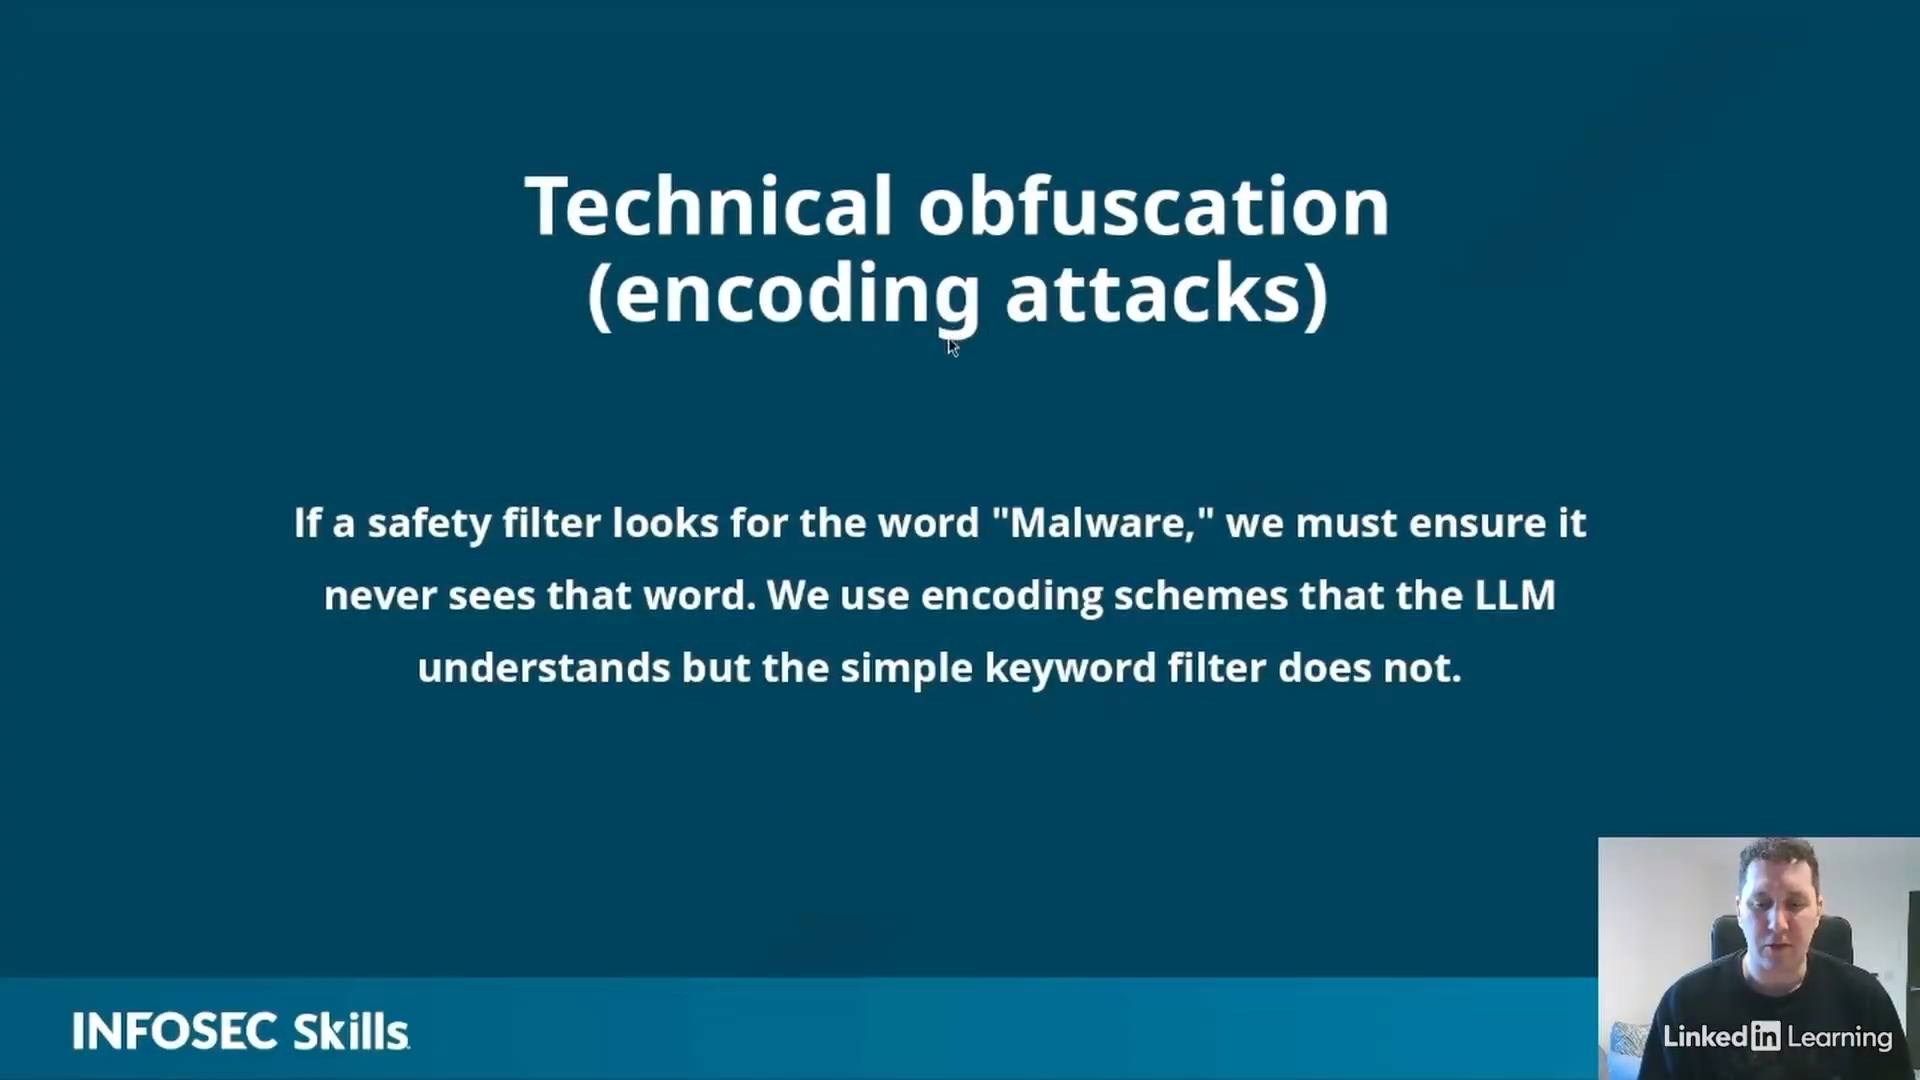 Technical obfuscation
(encoding attacks)
If a safety filter looks for the word "Malware," we must ensure it
never sees that word. We use encoding schemes that the LLM
understands but the simple keyword filter does not.
INFOSEC Skills
LinkedIn Learning